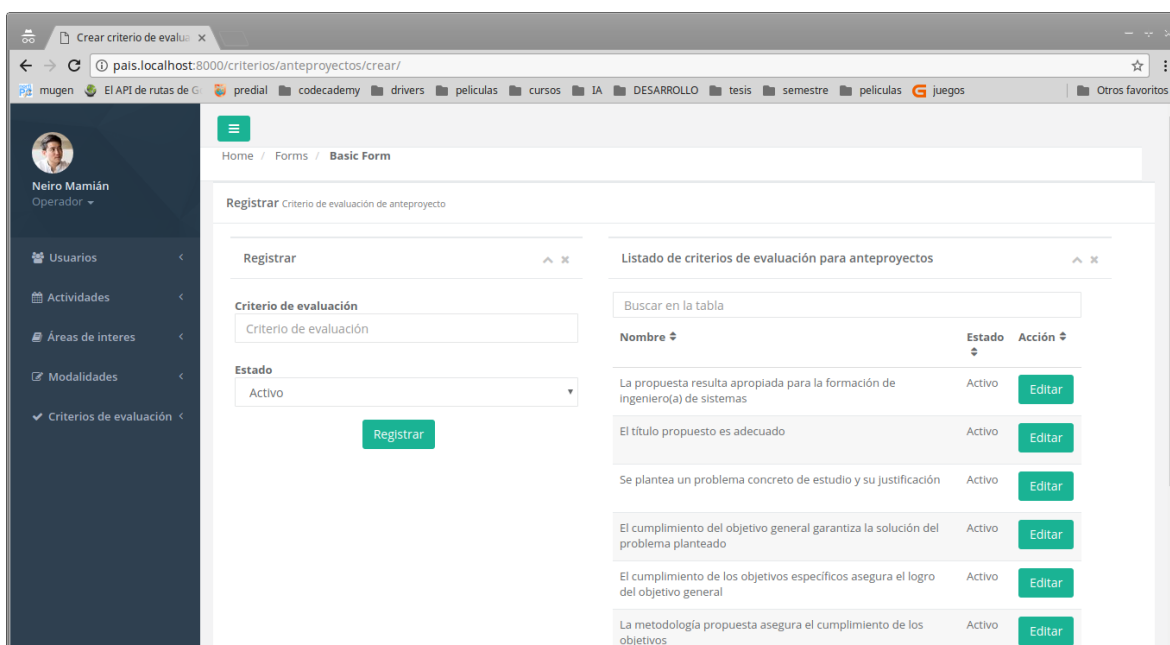 Crear criterio de evalua
pais.localhost:8000/criterios/anteproyectos/crear/
mugen El API de rutas de G predial codecademy drivers peliculas cursos IA DESARROLLO tesis semestre peliculas juegos Otros favoritos
Neiro Mamián
Operador
Usuarios
Actividades
Áreas de interes
Modalidades
Criterios de evaluación
Home / Forms / Basic Form
Registrar Criterio de evaluación de anteproyecto
Registrar
Criterio de evaluación
Criterio de evaluación
Estado
Activo
Registrar
Listado de criterios de evaluación para anteproyectos
Buscar en la tabla
Nombre Estado Acción
La propuesta resulta apropiada para la formación de Activo Editar
ingeniero(a) de sistemas
El título propuesto es adecuado Activo Editar
Se plantea un problema concreto de estudio y su justificación Activo Editar
El cumplimiento del objetivo general garantiza la solución del Activo Editar
problema planteado
El cumplimiento de los objetivos específicos asegura el logro Activo Editar
del objetivo general
La metodología propuesta asegura el cumplimiento de los Activo Editar
objetivos